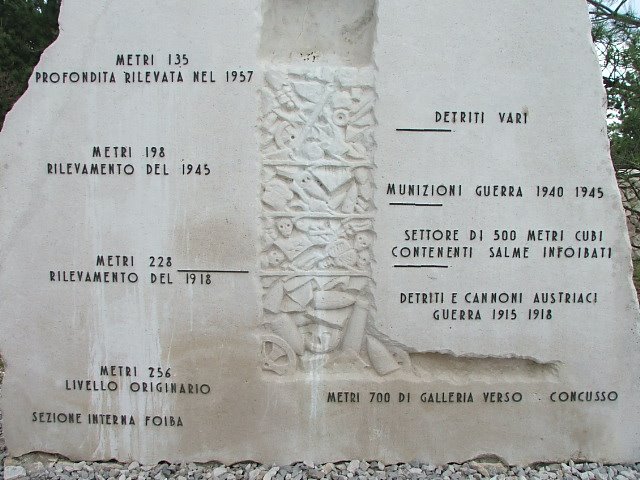 METRI 135
PROFONDITA RILEVATA NEL 1957
DETRITI VARI
METRI 198
RILEVAMENTO DEL 1945
MUNIZIONI GUERRA 1940 1945
SETTORE DI 500 METRI CUBI
CONTENENTI SALME INFOIBATI
METRI 228
RILEVAMENTO DEL 1918
DETRITI E CANNONI AUSTRIACI
GUERRA 1915 1918
METRI 256
LIVELLO ORIGINARIO
METRI 700 DI GALLERIA VERSO CONCUSSO
SEZIONE INTERNA FOIBA